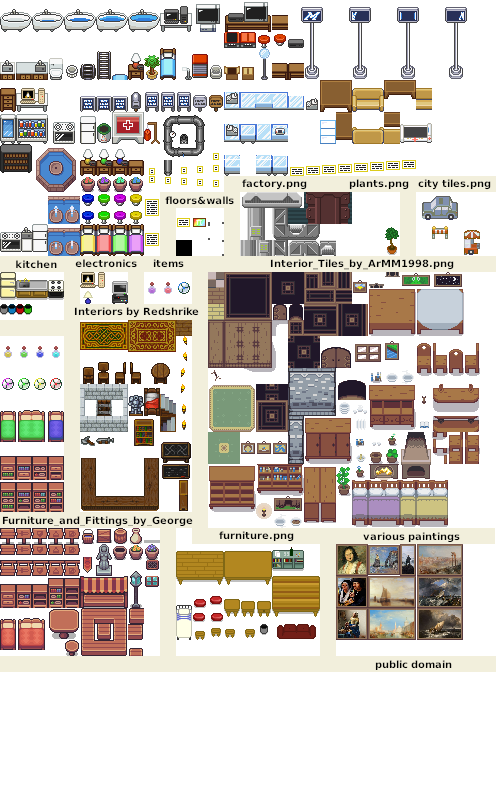 factory.png
plants.png
city tiles.png
floors&walls
kitchen
electronics
items
Interior_Tiles_by_ArMM1998.png
Interiors by Redshrike
Furniture_and_Fittings_by_George
furniture.png
various paintings
public domain